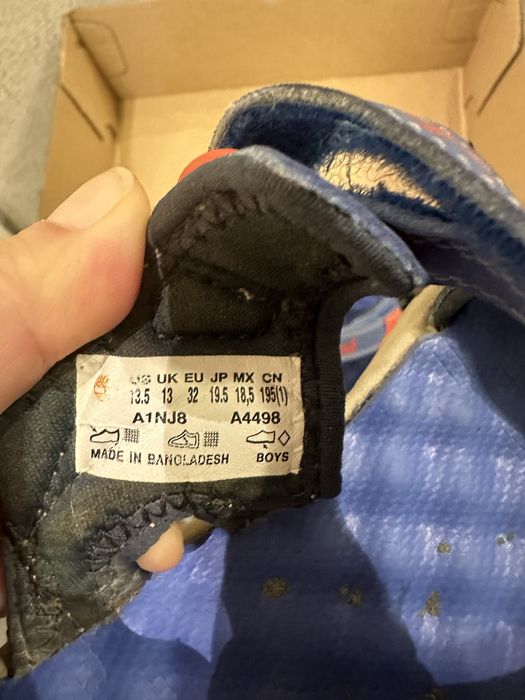 US UK EU JP MX CN
13.5 13 32 19.5 18,5 195(1)
A1NJ8 A4498
MADE IN BANGLADESH BOYS